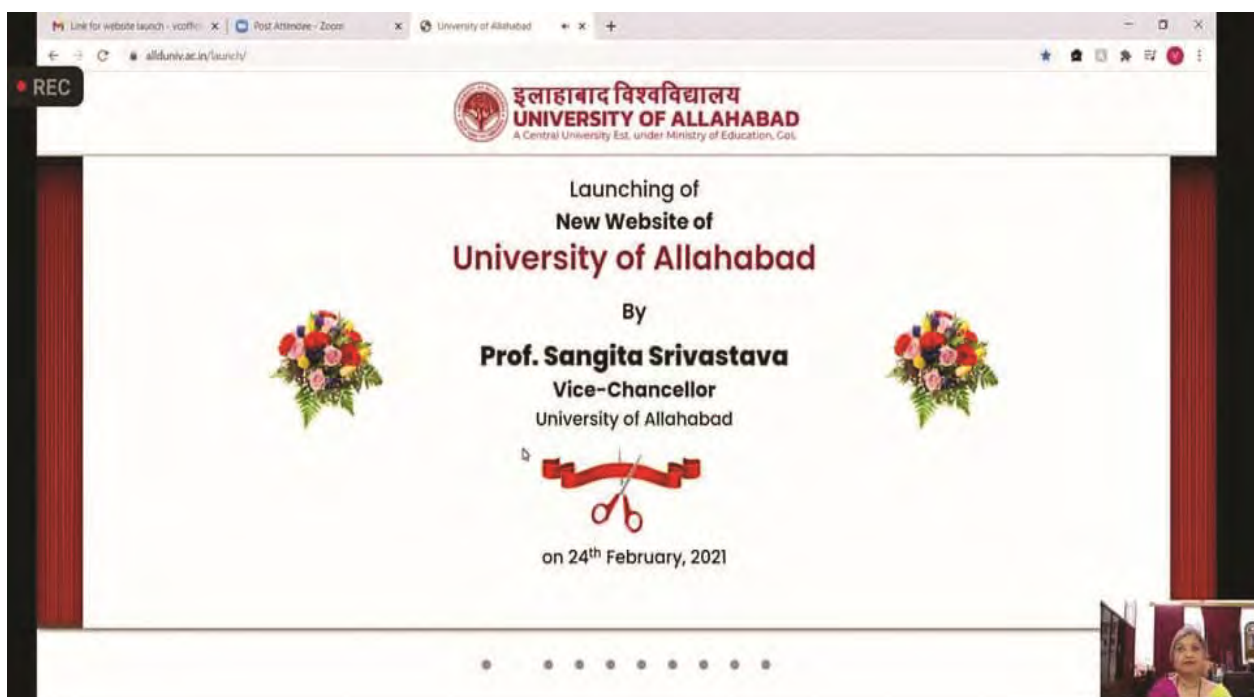 Link for website launch - vcoffic
Post Attendee - Zoom
University of Allahabad
allduniv.ac.in/launch/
REC
इलाहाबाद विश्वविद्यालय
UNIVERSITY OF ALLAHABAD
A Central University Est. under Ministry of Education, GoI.
Launching of
New Website of
University of Allahabad
By
Prof. Sangita Srivastava
Vice-Chancellor
University of Allahabad
on 24th February, 2021